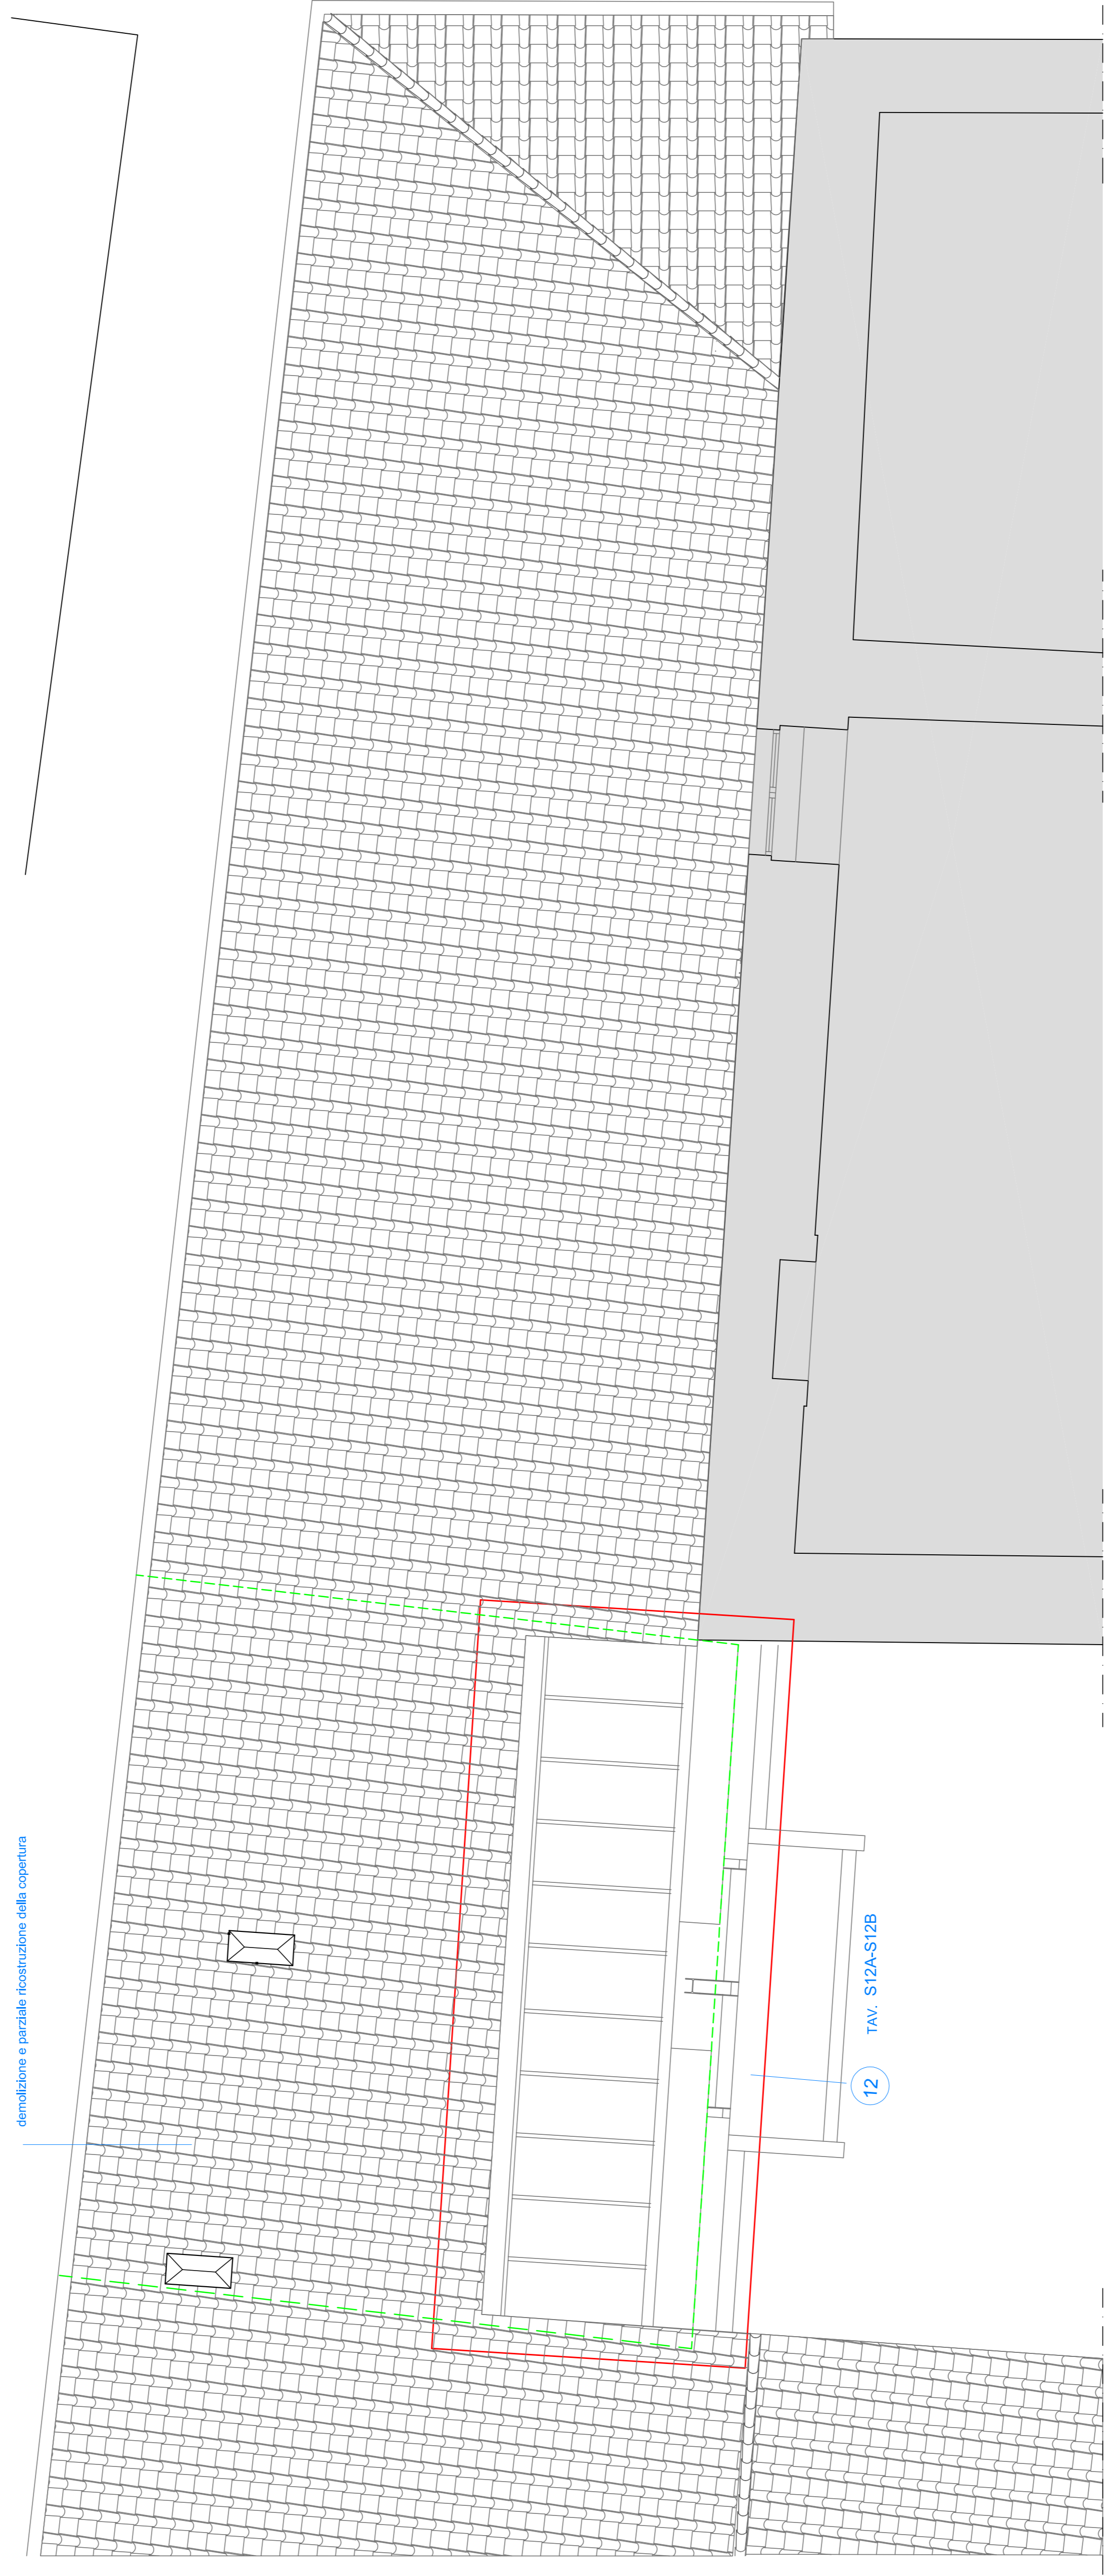 demolizione e parziale ricostruzione della copertura
TAV. S12A-S12B
12